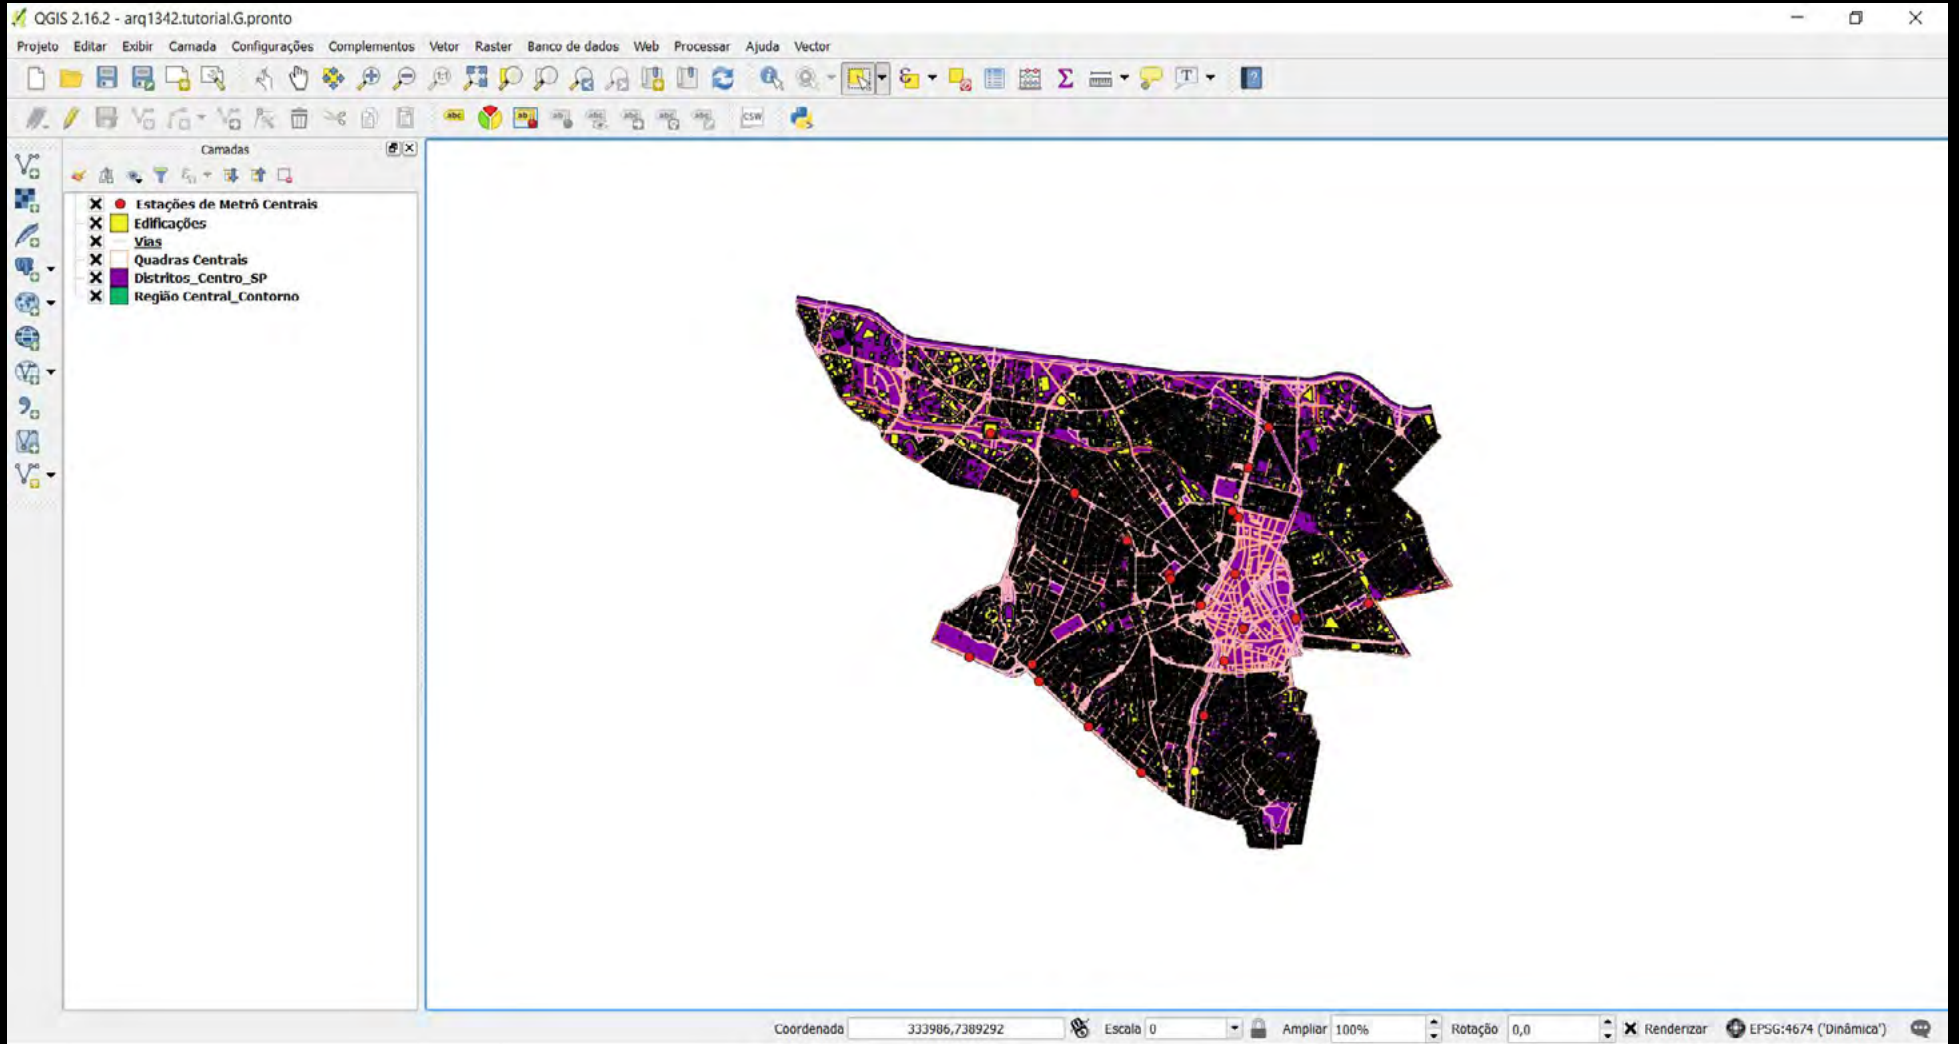 QGIS 2.16.2 - arq1342.tutorial.G.pronto
Projeto Editar Exibir Camada Configurações Complementos Vetor Raster Banco de dados Web Processar Ajuda Vector
abc
CSW
Camadas
Estações de Metrô Centrais
Edificações
Vias
Quadras Centrais
Distritos_Centro_SP
Região Central_Contorno
Coordenada 333986,7389292 Escala 0 Ampliar 100% Rotação 0,0 Renderizar EPSG:4674 ('Dinâmica')